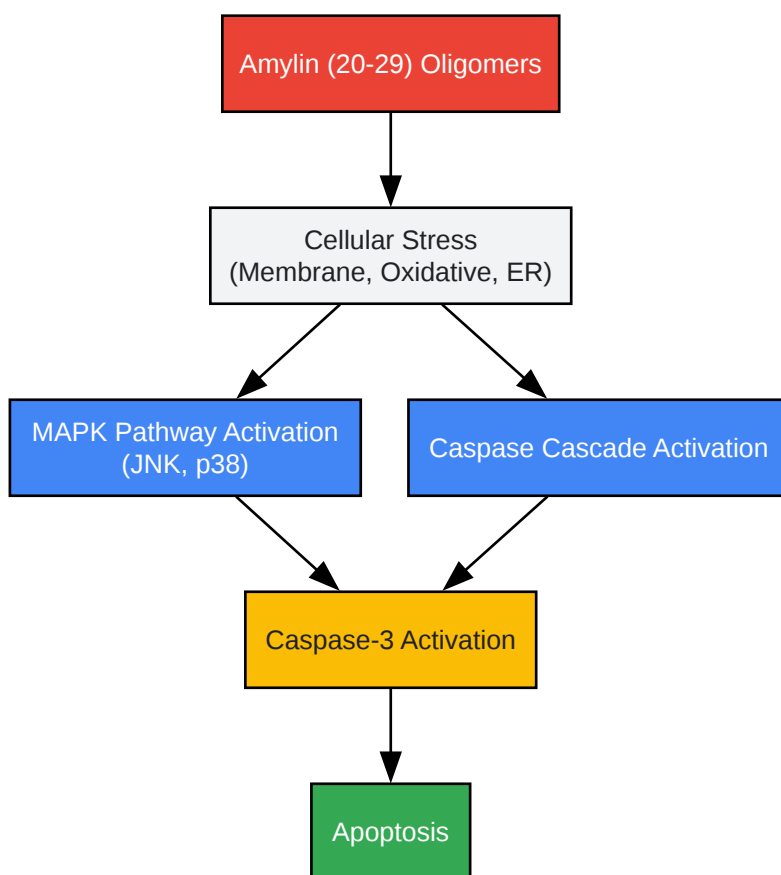 Amylin (20-29) Oligomers
Cellular Stress
(Membrane, Oxidative, ER)
MAPK Pathway Activation
(JNK, p38)
Caspase Cascade Activation
Caspase-3 Activation
Apoptosis